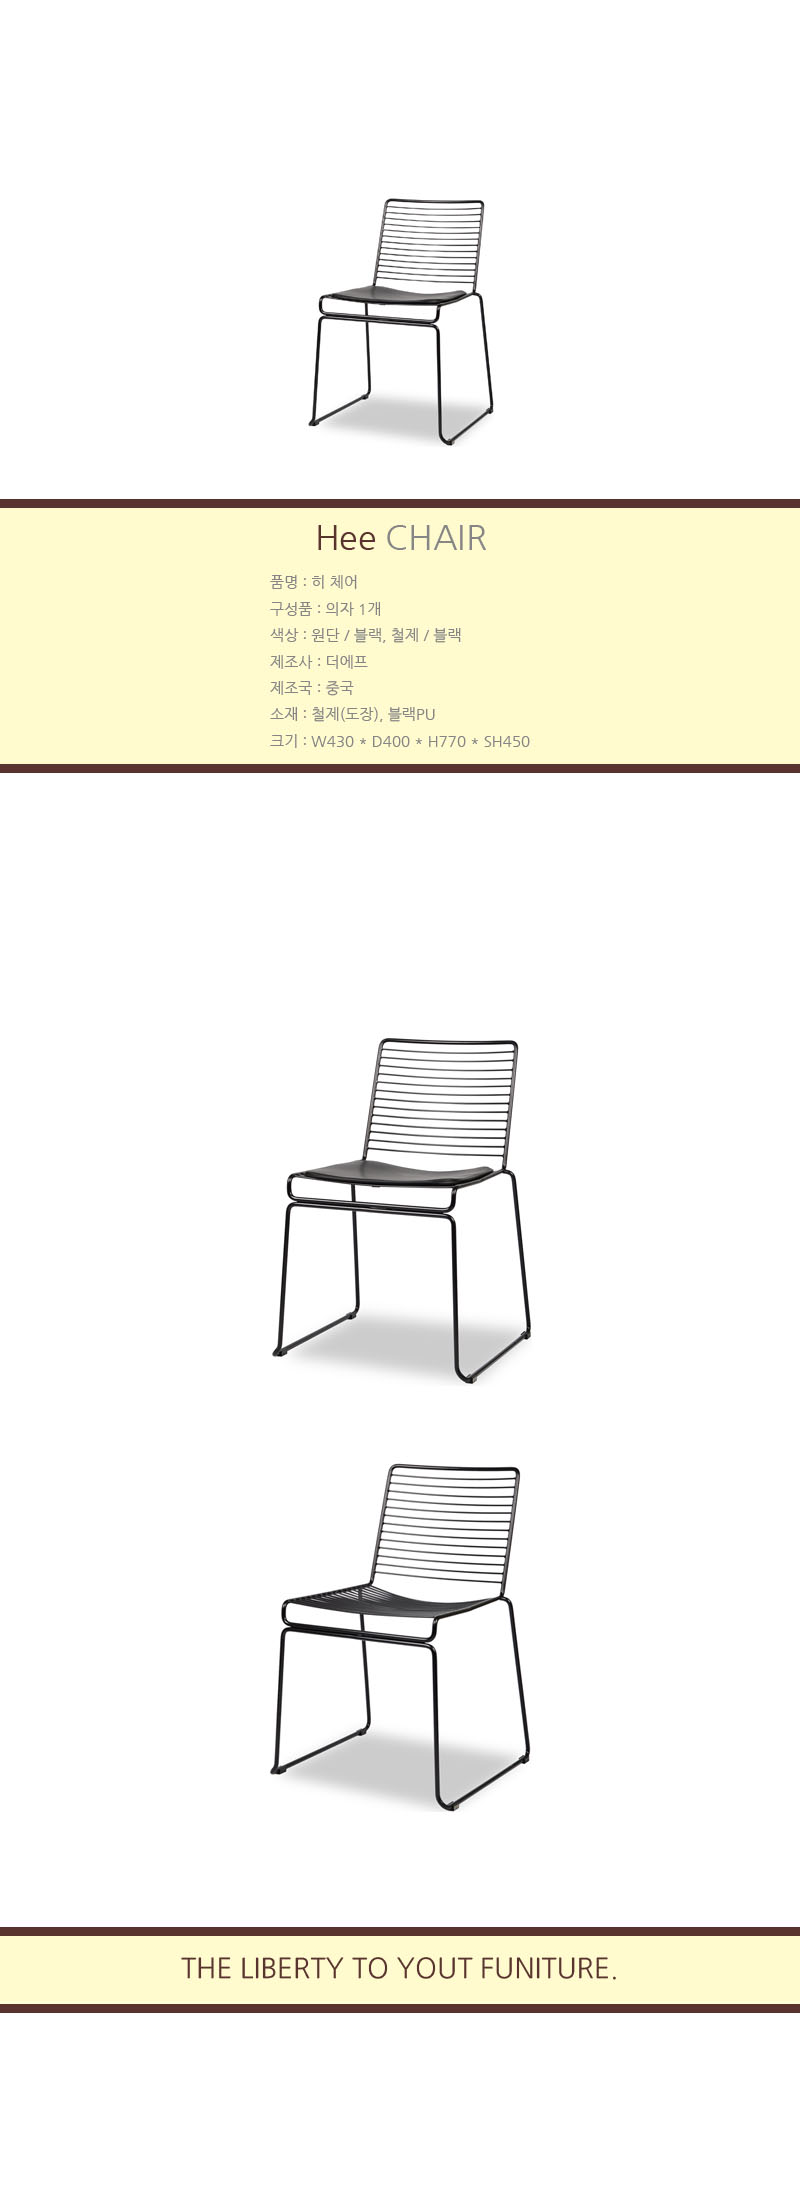 Hee CHAIR
품명 : 히 체어
구성품 : 의자 1개
색상 : 원단 / 블랙, 철제 / 블랙
제조사 : 더에프
제조국 : 중국
소재 : 철제(도장), 블랙PU
크기 : W430 * D400 * H770 * SH450
THE LIBERTY TO YOUT FUNITURE.